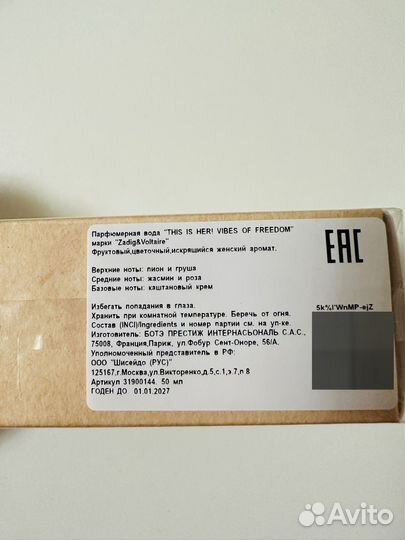 Парфюмерная вода "THIS IS HER! VIBES OF FREEDOM"
марки "Zadig&Voltaire"
Фруктовый,цветочный,искрящийся женский аромат.
Верхние ноты: пион и груша
Средние ноты: жасмин и роза
Базовые ноты: каштановый крем
Избегать попадания в глаза.
Хранить при комнатной температуре. Беречь от огня.
Состав (INCI)/Ingredients и номер партии см. на уп-ке.
Изготовитель: БОТЭ ПРЕСТИЖ ИНТЕРНАСЬОНАЛЬ С.А.С.,
75008, Франция,Париж, ул.Фобур Сент-Оноре, 56/А.
Уполномоченный представитель в РФ:
ООО "Шисейдо (РУС)"
125167,г.Москва,ул.Викторенко,д.5,с.1,э.7,п 8
Артикул 31900144. 50 мл
ГОДЕН ДО 01.01.2027
EAC
5k%I'WnMP-ejZ
Avito